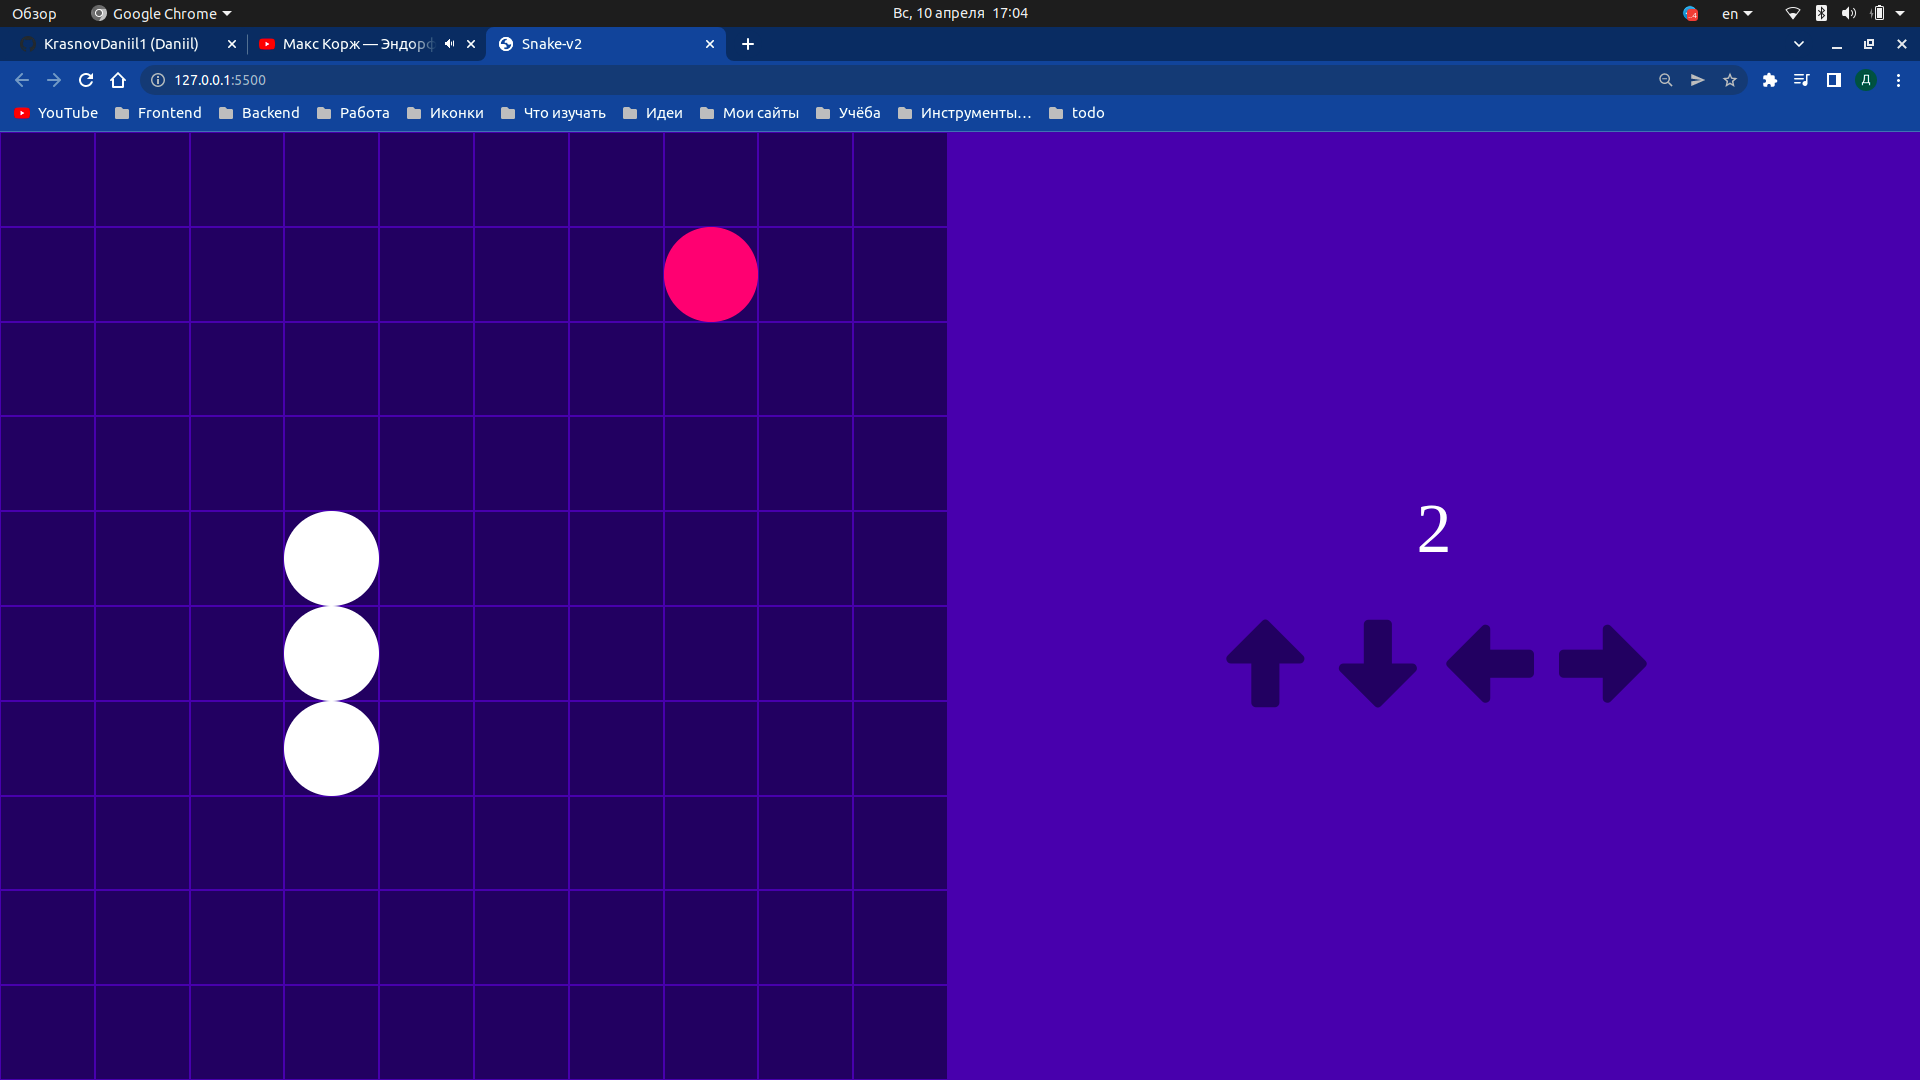 Обзор Google Chrome Вс, 10 апреля 17:04 en
KrasnovDaniil1 (Daniil) Макс Корж — Эндорф Snake-v2
127.0.0.1:5500 Д
YouTube Frontend Backend Работа Иконки Что изучать Идеи Мои сайты Учёба Инструменты… todo
2